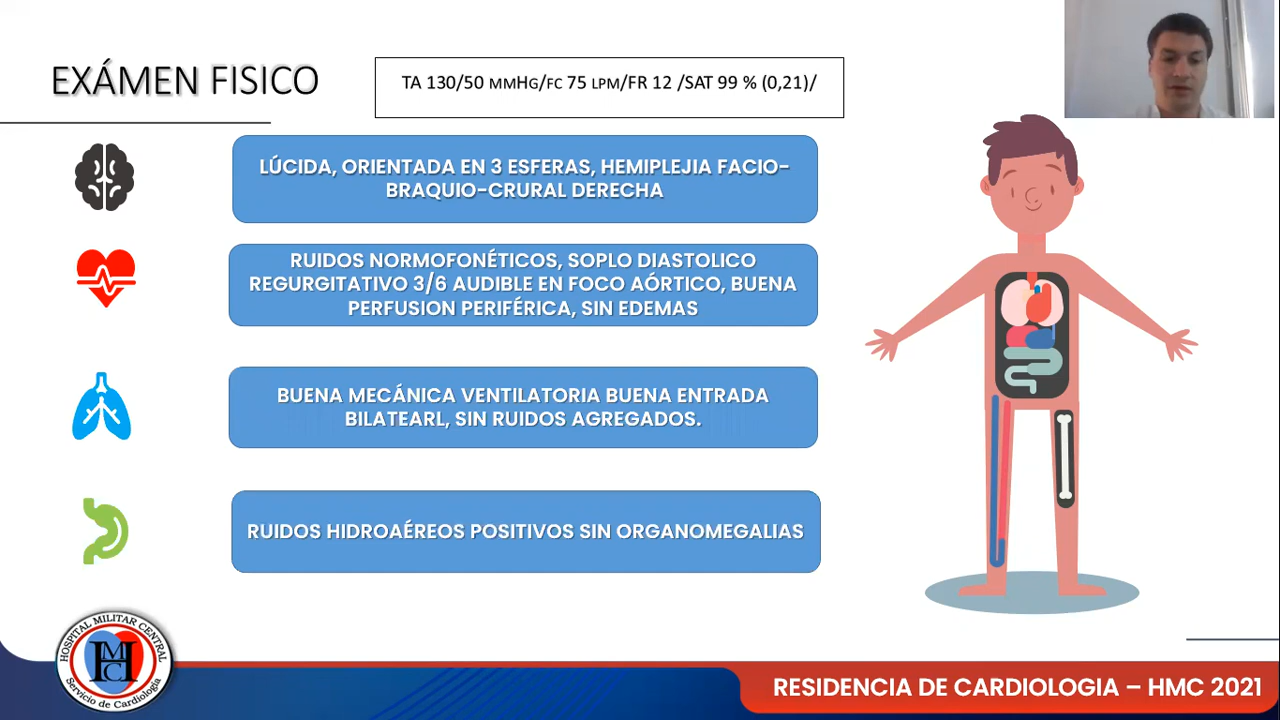 EXÁMEN FISICO
TA 130/50 MMHG/FC 75 LPM/FR 12 /SAT 99 % (0,21)/
LÚCIDA, ORIENTADA EN 3 ESFERAS, HEMIPLEJIA FACIO-
BRAQUIO-CRURAL DERECHA
RUIDOS NORMOFONÉTICOS, SOPLO DIASTOLICO
REGURGITATIVO 3/6 AUDIBLE EN FOCO AÓRTICO, BUENA
PERFUSION PERIFÉRICA, SIN EDEMAS
BUENA MECÁNICA VENTILATORIA BUENA ENTRADA
BILATEARL, SIN RUIDOS AGREGADOS.
RUIDOS HIDROAÉREOS POSITIVOS SIN ORGANOMEGALIAS
HOSPITAL MILITAR CENTRAL
HMC
Servicio de Cardiología
RESIDENCIA DE CARDIOLOGIA – HMC 2021